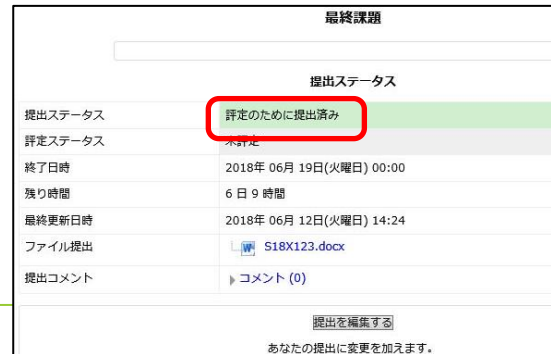 最終課題
提出ステータス
提出ステータス 評定のために提出済み
評定ステータス 未評定
終了日時 2018年 06月 19日(火曜日) 00:00
残り時間 6 日 9 時間
最終更新日時 2018年 06月 12日(火曜日) 14:24
ファイル提出 S18X123.docx
提出コメント コメント (0)
提出を編集する
あなたの提出に変更を加えます。